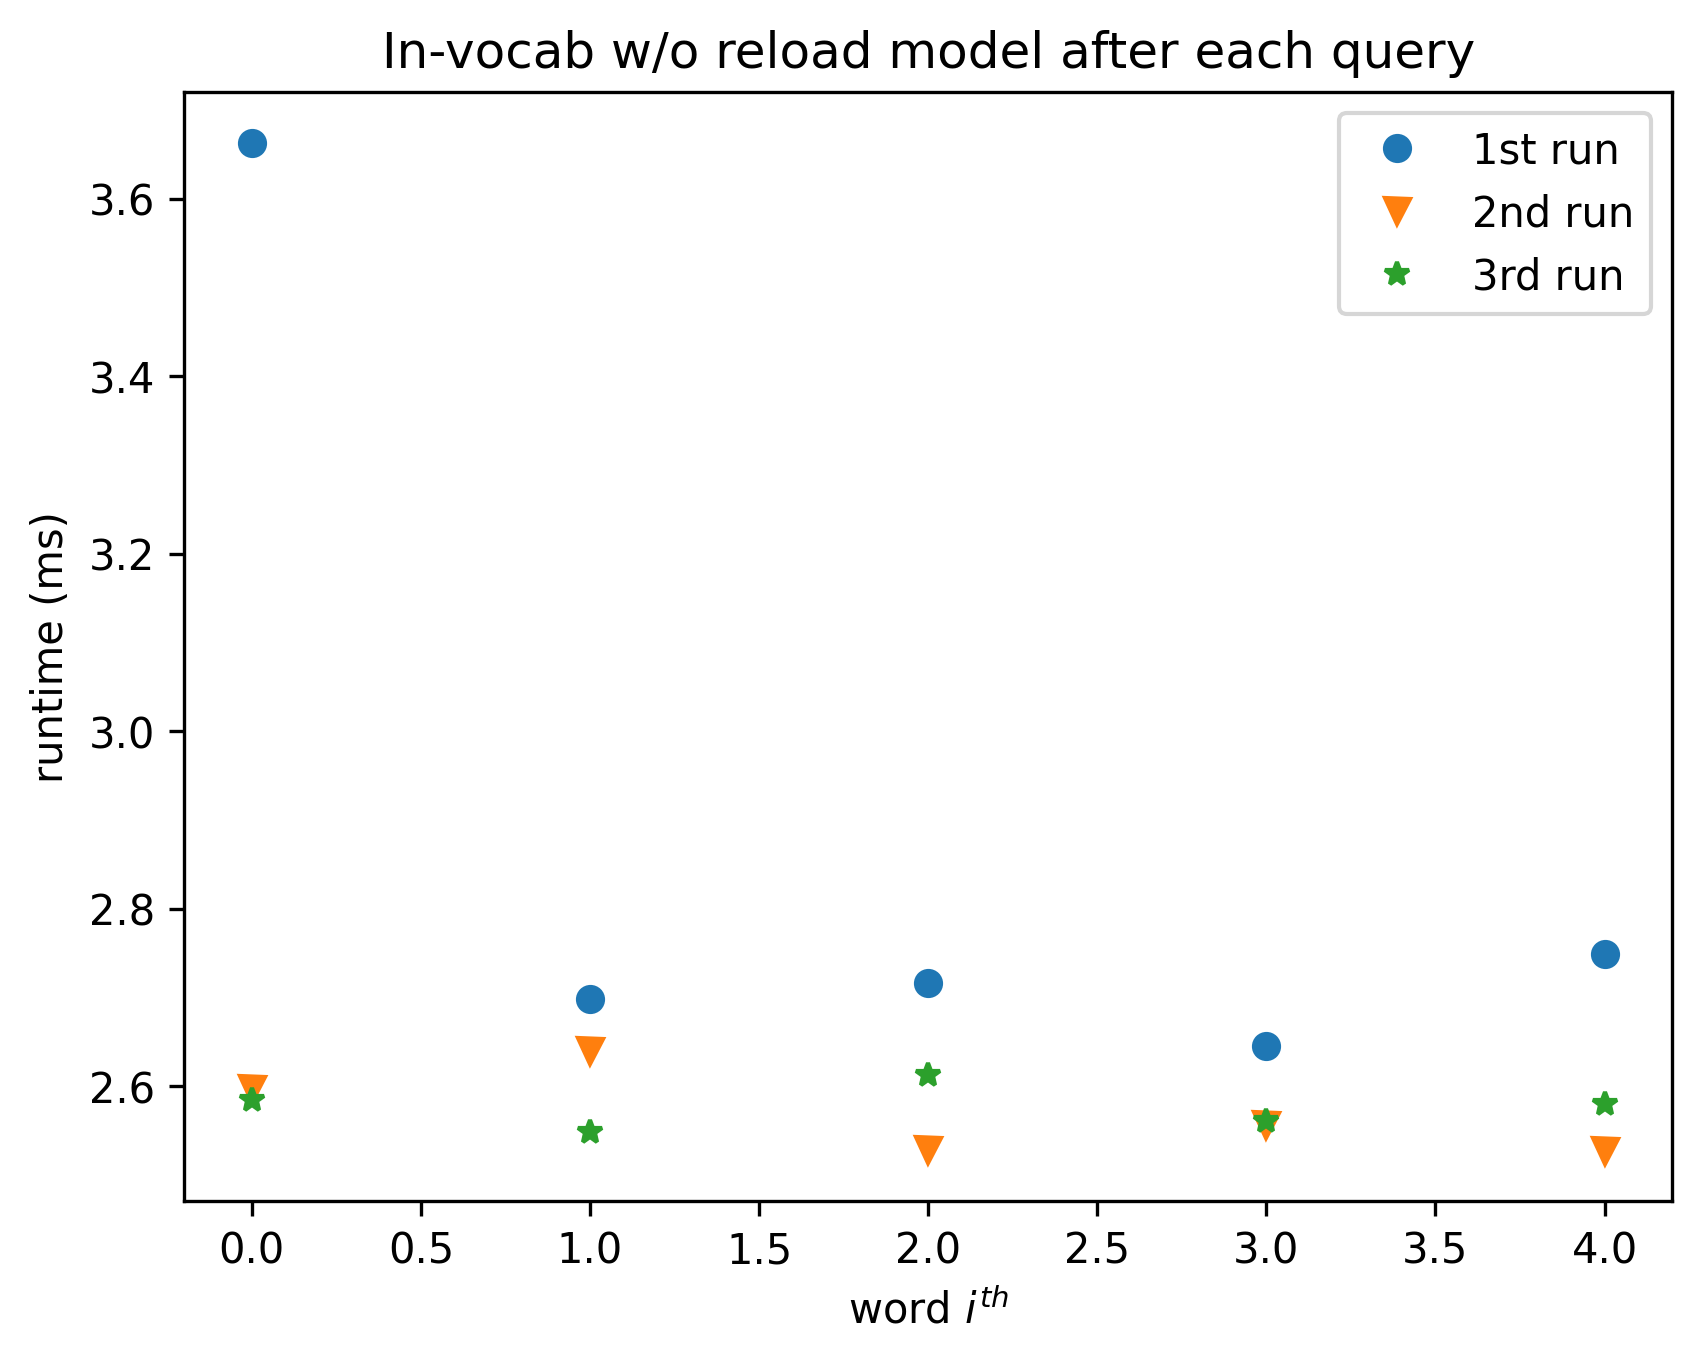 In-vocab w/o reload model after each query
1st run
2nd run
3rd run
runtime (ms)
3.6
3.4
3.2
3.0
2.8
2.6
0.0 0.5 1.0 1.5 2.0 2.5 3.0 3.5 4.0
word i^th